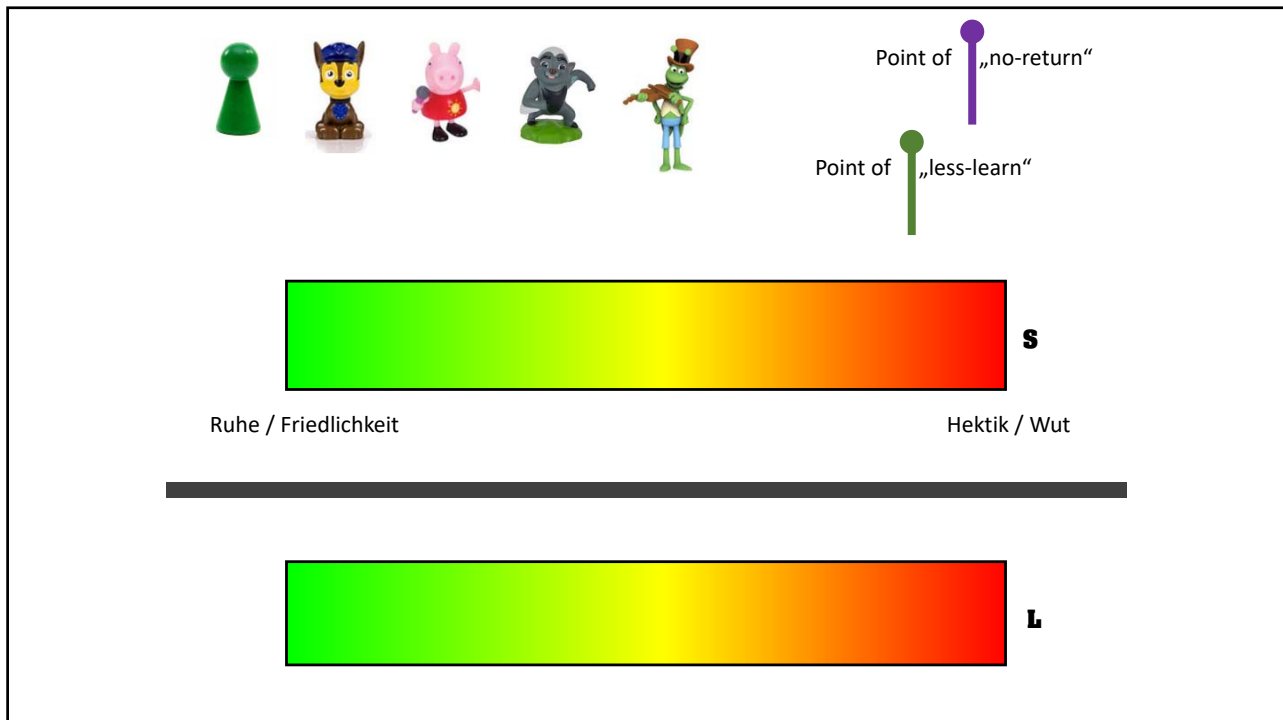 Point of „no-return“
Point of „less-learn“
S
Ruhe / Friedlichkeit
Hektik / Wut
L